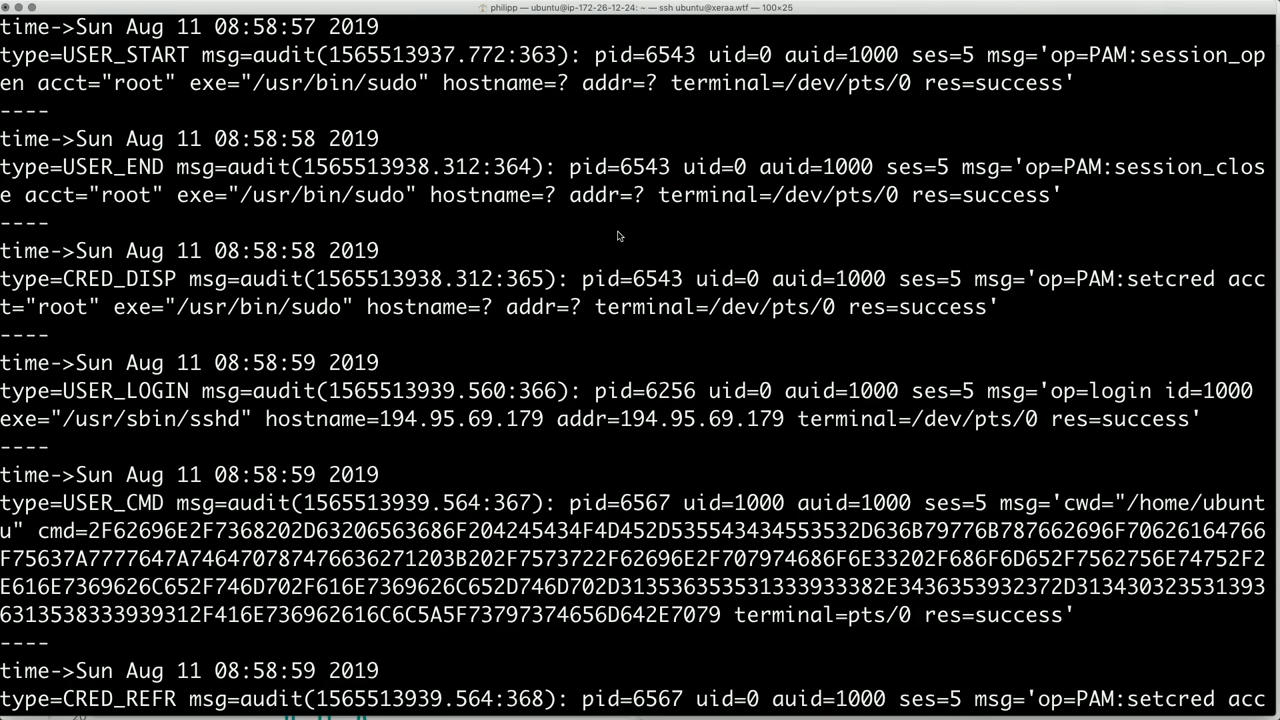 philipp — ubuntu@ip-172-26-12-24: ~ — ssh ubuntu@xeraa.wtf — 100×25
time->Sun Aug 11 08:58:57 2019
type=USER_START msg=audit(1565513937.772:363): pid=6543 uid=0 auid=1000 ses=5 msg='op=PAM:session_op
en acct="root" exe="/usr/bin/sudo" hostname=? addr=? terminal=/dev/pts/0 res=success'
----
time->Sun Aug 11 08:58:58 2019
type=USER_END msg=audit(1565513938.312:364): pid=6543 uid=0 auid=1000 ses=5 msg='op=PAM:session_clos
e acct="root" exe="/usr/bin/sudo" hostname=? addr=? terminal=/dev/pts/0 res=success'
----
time->Sun Aug 11 08:58:58 2019
type=CRED_DISP msg=audit(1565513938.312:365): pid=6543 uid=0 auid=1000 ses=5 msg='op=PAM:setcred acc
t="root" exe="/usr/bin/sudo" hostname=? addr=? terminal=/dev/pts/0 res=success'
----
time->Sun Aug 11 08:58:59 2019
type=USER_LOGIN msg=audit(1565513939.560:366): pid=6256 uid=0 auid=1000 ses=5 msg='op=login id=1000
exe="/usr/sbin/sshd" hostname=194.95.69.179 addr=194.95.69.179 terminal=/dev/pts/0 res=success'
----
time->Sun Aug 11 08:58:59 2019
type=USER_CMD msg=audit(1565513939.564:367): pid=6567 uid=1000 auid=1000 ses=5 msg='cwd="/home/ubunt
u" cmd=2F62696E2F7368202D63206563686F204245434F4D452D535543434553532D636B79776B787662696F70626164766
F75637A7777647A7464707874766362712031203B202F7573722F62696E2F707974686F6E33202F686F6D652F7562756E74752F2
E616E7369626C652F746D702F616E7369626C652D746D702D313536353531333933382E3436353932372D313430323531393
6313538333939312F416E736962616C6C5A5F73797374656D642E7079 terminal=pts/0 res=success'
----
time->Sun Aug 11 08:58:59 2019
type=CRED_REFR msg=audit(1565513939.564:368): pid=6567 uid=0 auid=1000 ses=5 msg='op=PAM:setcred acc